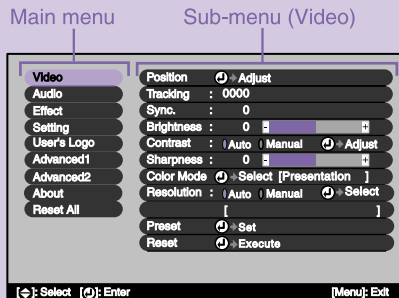 Main menu
Sub-menu (Video)
Video
Audio
Effect
Setting
User's Logo
Advanced1
Advanced2
About
Reset All
Position Adjust
Tracking : 0000
Sync. : 0
Brightness : 0 - +
Contrast : Auto Manual Adjust
Sharpness : 0 - +
Color Mode Select [Presentation ]
Resolution : Auto Manual Select
[ ]
Preset Set
Reset Execute
[ ]: Select [ ]: Enter [Menu]: Exit